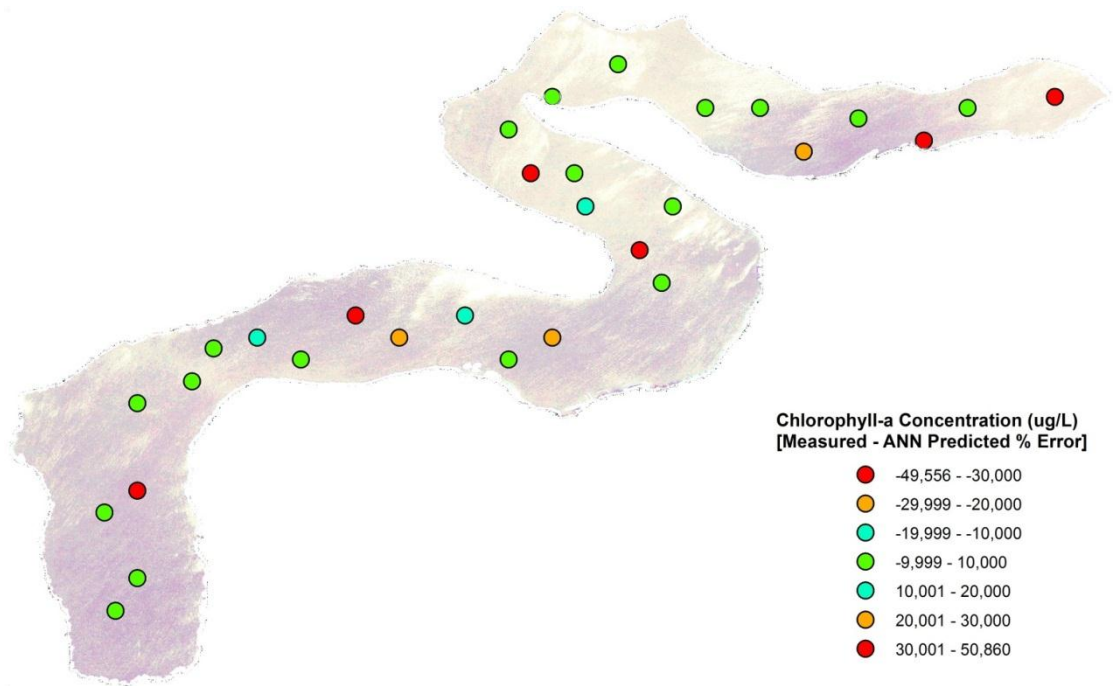 Chlorophyll-a Concentration (ug/L)
[Measured - ANN Predicted % Error]
-49,556 - -30,000
-29,999 - -20,000
-19,999 - -10,000
-9,999 - 10,000
10,001 - 20,000
20,001 - 30,000
30,001 - 50,860